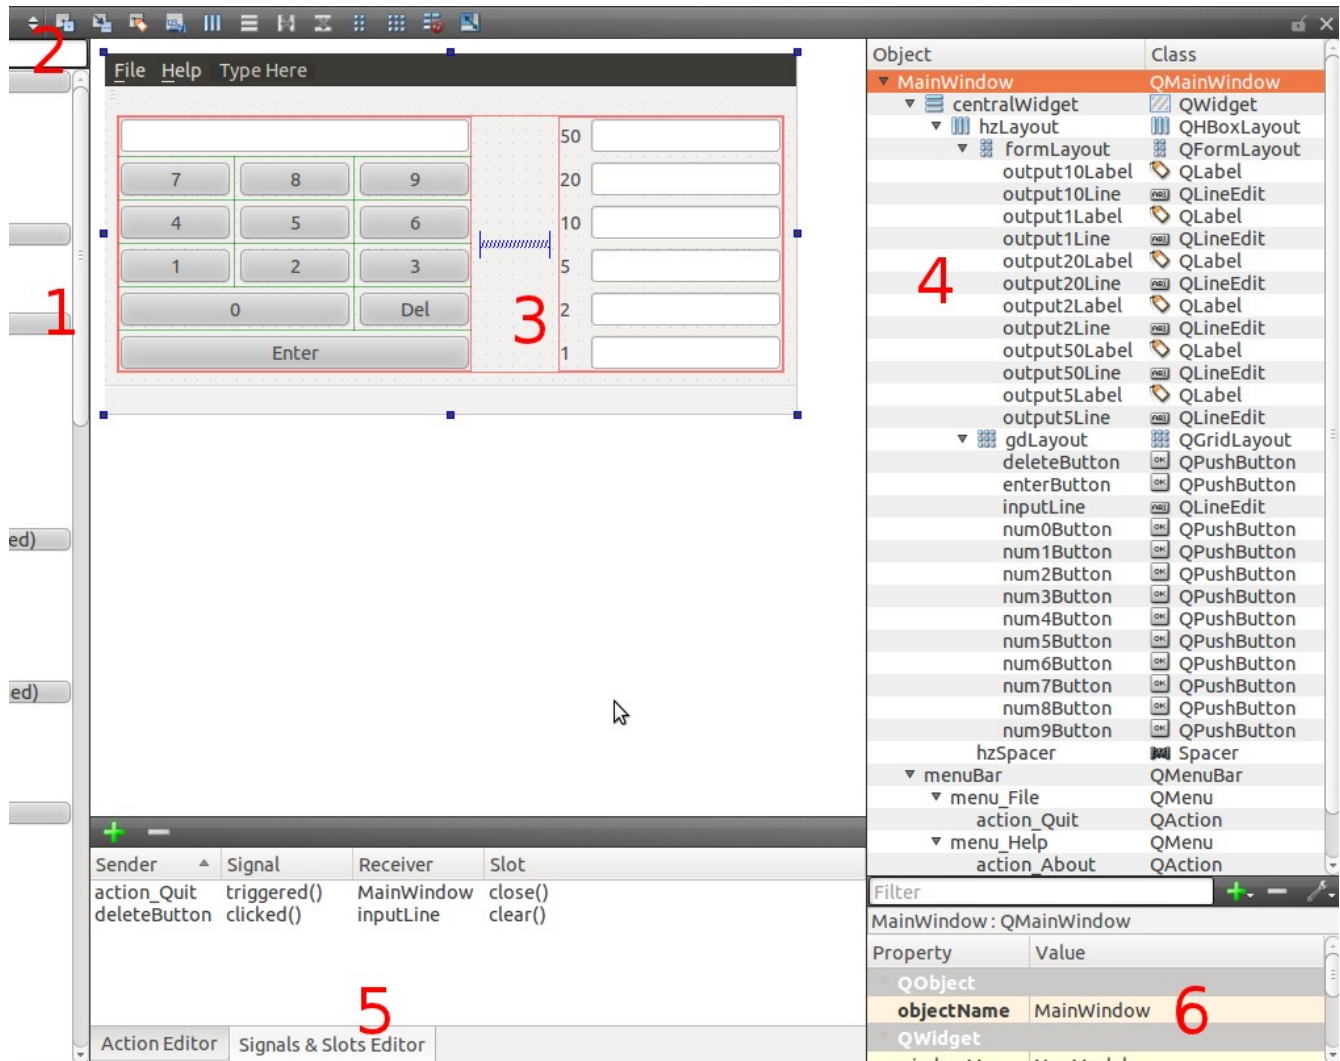 2
1
ed)
ed)
File Help Type Here
50
7 8 9
20
4 5 6
10
1 2 3
5
0 Del
2
Enter
1
3
Sender Signal Receiver Slot
action_Quit triggered() MainWindow close()
deleteButton clicked() inputLine clear()
5
Action Editor Signals & Slots Editor
Object Class
MainWindow QMainWindow
centralWidget QWidget
hzLayout QHBoxLayout
formLayout QFormLayout
output10Label QLabel
output10Line QLineEdit
output1Label QLabel
output1Line QLineEdit
output20Label QLabel
output20Line QLineEdit
output2Label QLabel
output2Line QLineEdit
output50Label QLabel
output50Line QLineEdit
output5Label QLabel
output5Line QLineEdit
gdLayout QGridLayout
deleteButton QPushButton
enterButton QPushButton
inputLine QLineEdit
num0Button QPushButton
num1Button QPushButton
num2Button QPushButton
num3Button QPushButton
num4Button QPushButton
num5Button QPushButton
num6Button QPushButton
num7Button QPushButton
num8Button QPushButton
num9Button QPushButton
hzSpacer Spacer
menuBar QMenuBar
menu_File QMenu
action_Quit QAction
menu_Help QMenu
action_About QAction
4
Filter
MainWindow : QMainWindow
Property Value
QObject
objectName MainWindow
QWidget
6